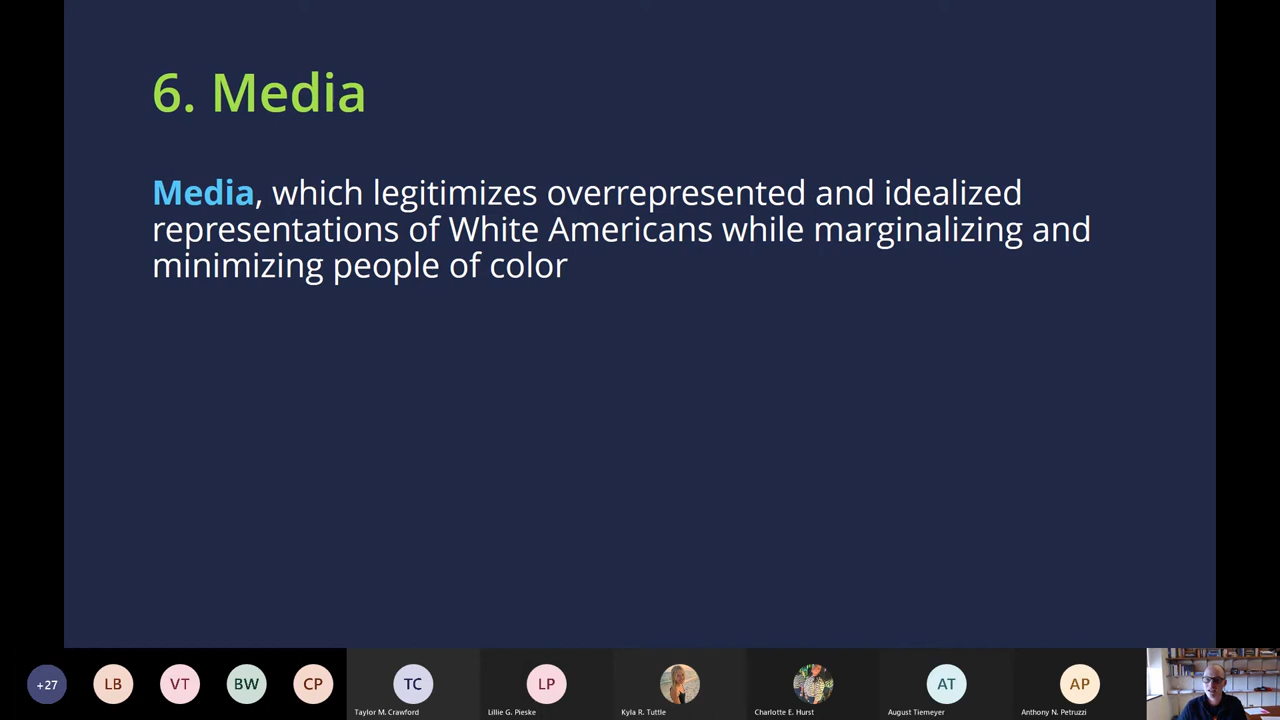 6. Media
Media, which legitimizes overrepresented and idealized
representations of White Americans while marginalizing and
minimizing people of color
+27
LB
VT
BW
CP
TC
LP
AT
AP
Taylor M. Crawford
Lillie G. Pieske
Kyla R. Tuttle
Charlotte E. Hurst
August Tiemeyer
Anthony N. Petruzzi